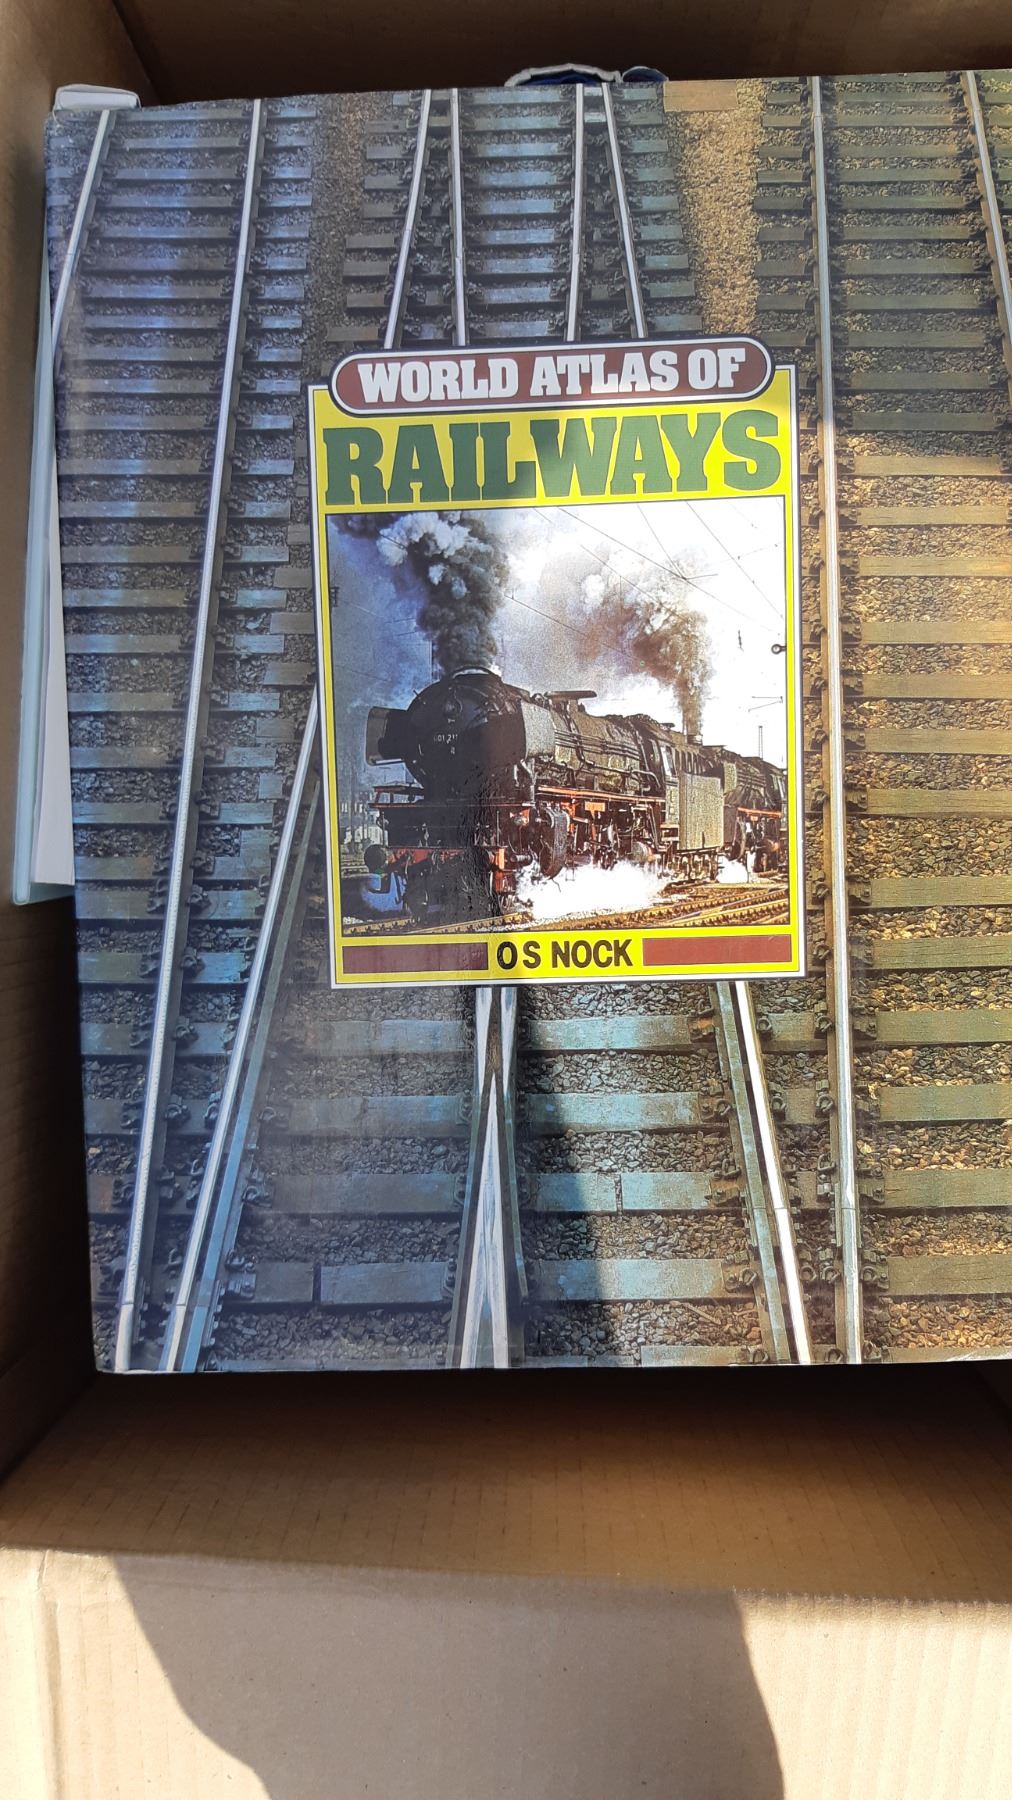 WORLD ATLAS OF
RAILWAYS
O S NOCK